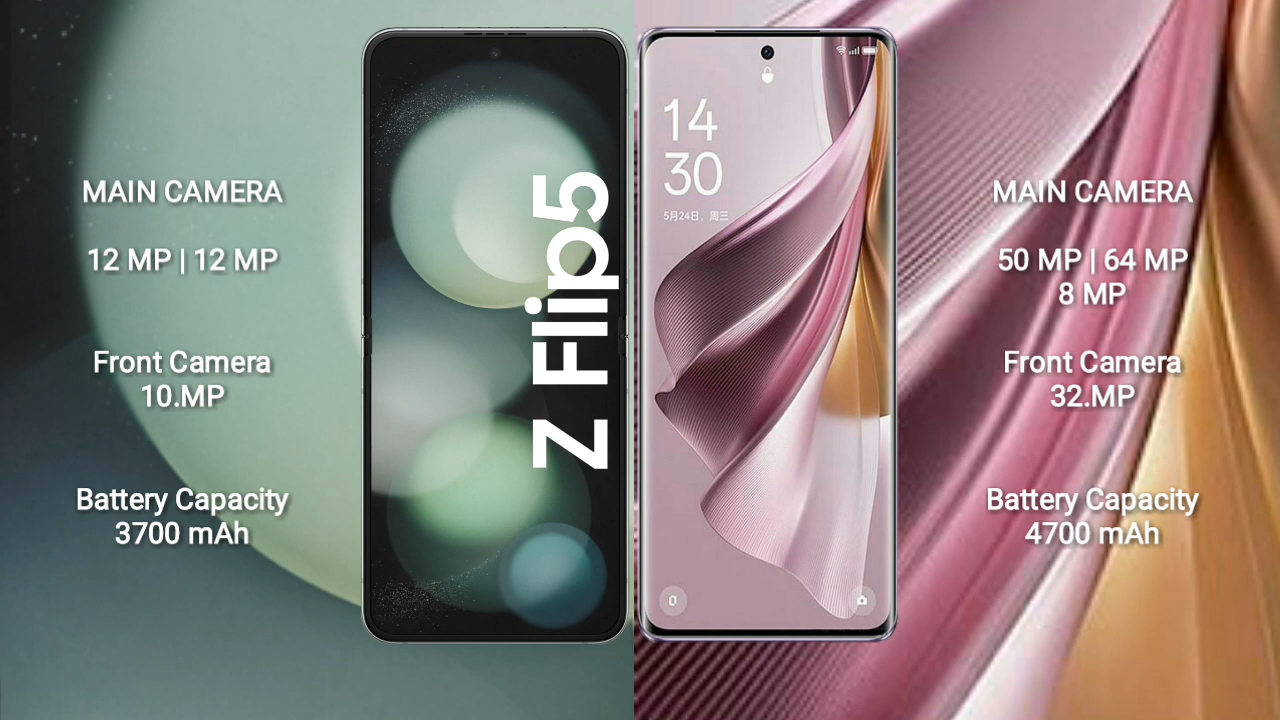 MAIN CAMERA
12 MP | 12 MP
Front Camera
10.MP
Battery Capacity
3700 mAh
Z Flip5
14
30
5月24日，周三
MAIN CAMERA
50 MP | 64 MP
8 MP
Front Camera
32.MP
Battery Capacity
4700 mAh